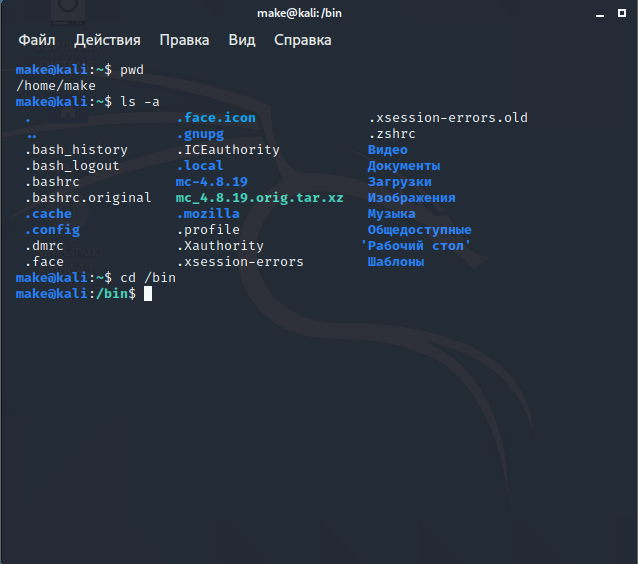 make@kali: /bin
Файл Действия Правка Вид Справка
make@kali:~$ pwd
/home/make
make@kali:~$ ls -a
. .face.icon .xsession-errors.old
.. .gnupg .zshrc
.bash_history .ICEauthority Видео
.bash_logout .local Документы
.bashrc mc-4.8.19 Загрузки
.bashrc.original mc_4.8.19.orig.tar.xz Изображения
.cache .mozilla Музыка
.config .profile Общедоступные
.dmrc .Xauthority 'Рабочий стол'
.face .xsession-errors Шаблоны
make@kali:~$ cd /bin
make@kali:/bin$